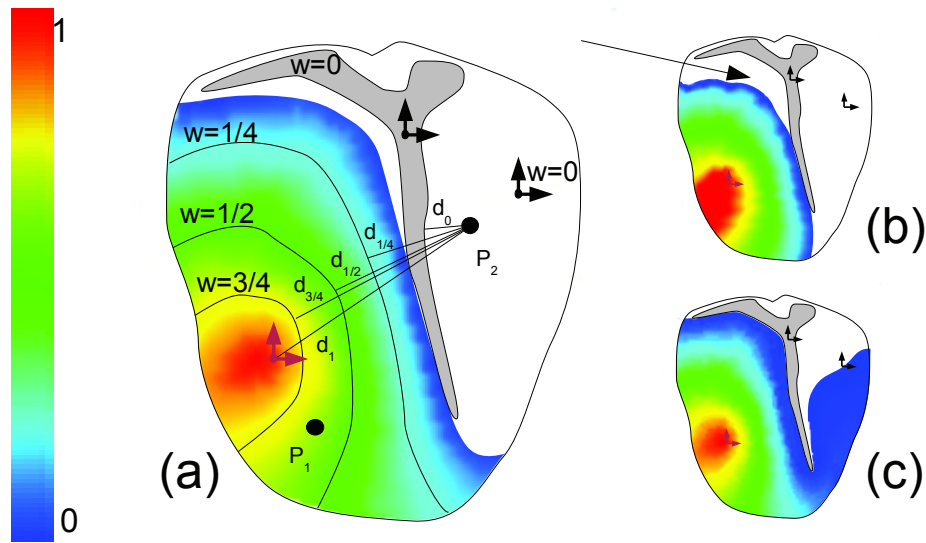 1
0
w=0
w=1/4
w=1/2
w=3/4
w=0
d0
d1/4
d1/2
d3/4
d1
P2
P1
(a)
(b)
(c)